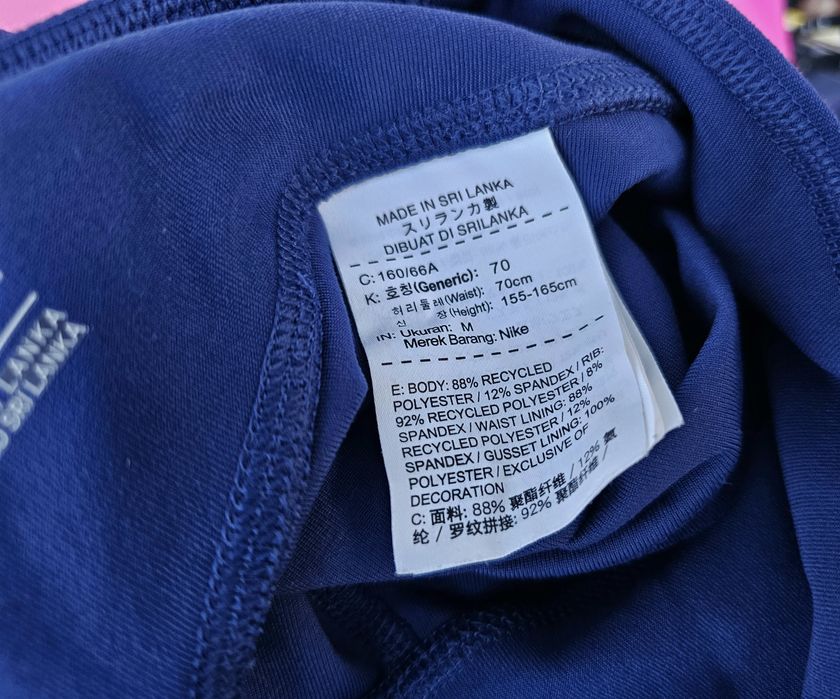 MADE IN SRI LANKA
スリランカ製
DIBUAT DI SRILANKA
C: 160/66A
K: 호칭(Generic): 70
허리둘레(Waist): 70cm
신 장(Height): 155-165cm
IN: Ukuran: M
Merek Barang: Nike
E: BODY: 88% RECYCLED
POLYESTER / 12% SPANDEX / RIB:
92% RECYCLED POLYESTER / 8%
SPANDEX / WAIST LINING: 88%
RECYCLED POLYESTER / 12%
SPANDEX / GUSSET LINING: 100%
POLYESTER / EXCLUSIVE OF
DECORATION
C: 面料: 88% 聚酯纤维 / 12% 氨
纶 / 罗纹拼接: 92% 聚酯纤维 /
LANKA
SRI LANKA